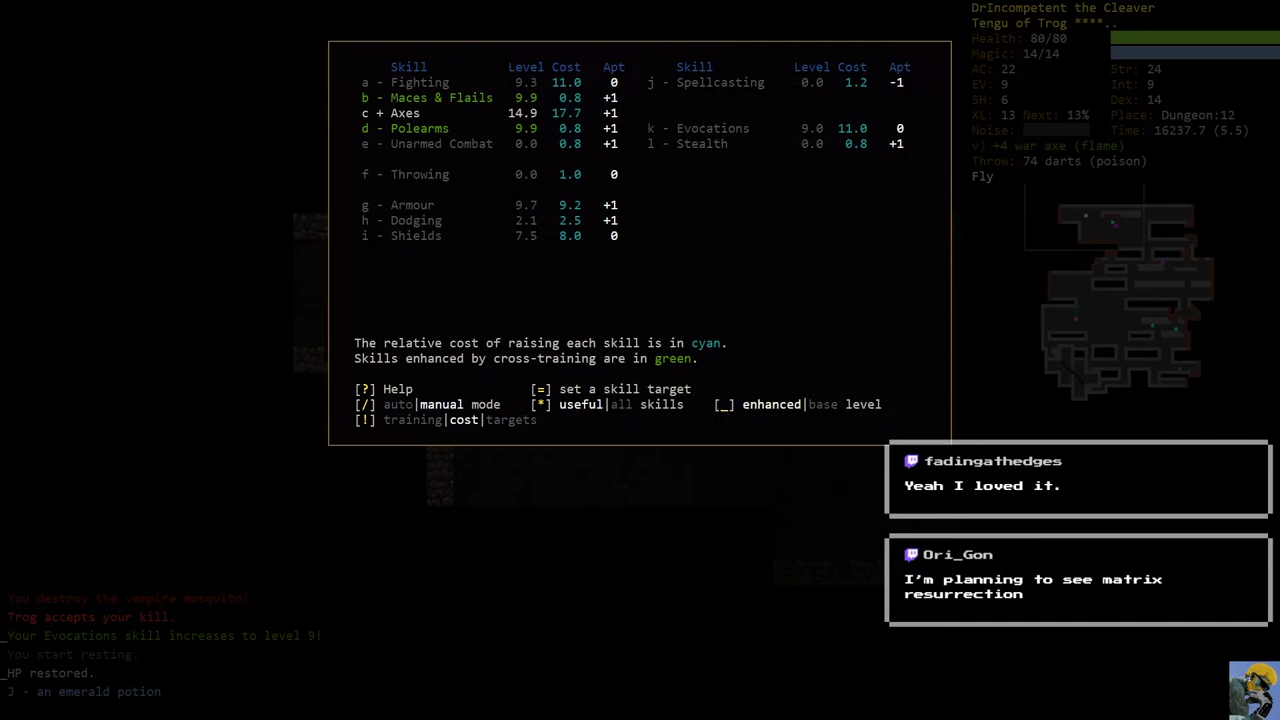 DrIncompetent the Cleaver
Tengu of Trog ****..
Health: 80/80
Magic: 14/14
AC: 22 Str: 24
EV: 9 Int: 9
SH: 6 Dex: 14
XL: 13 Next: 13% Place: Dungeon:12
Noise: Time: 16237.7 (5.5)
v) +4 war axe (flame)
Throw: 74 darts (poison)
Fly
Skill Level Cost Apt Skill Level Cost Apt
a - Fighting 9.3 11.0 0 j - Spellcasting 0.0 1.2 -1
b - Maces & Flails 9.9 0.8 +1
c + Axes 14.9 17.7 +1
d - Polearms 9.9 0.8 +1 k - Evocations 9.0 11.0 0
e - Unarmed Combat 0.0 0.8 +1 l - Stealth 0.0 0.8 +1
f - Throwing 0.0 1.0 0
g - Armour 9.7 9.2 +1
h - Dodging 2.1 2.5 +1
i - Shields 7.5 8.0 0
The relative cost of raising each skill is in cyan.
Skills enhanced by cross-training are in green.
[?] Help [=] set a skill target
[/] auto|manual mode [*] useful|all skills [_] enhanced|base level
[!] training|cost|targets
fadingathedges
Yeah I loved it.
Ori_Gon
I'm planning to see matrix
resurrection
You destroy the vampire mosquito!
Trog accepts your kill.
_Your Evocations skill increases to level 9!
You start resting.
_HP restored.
J - an emerald potion